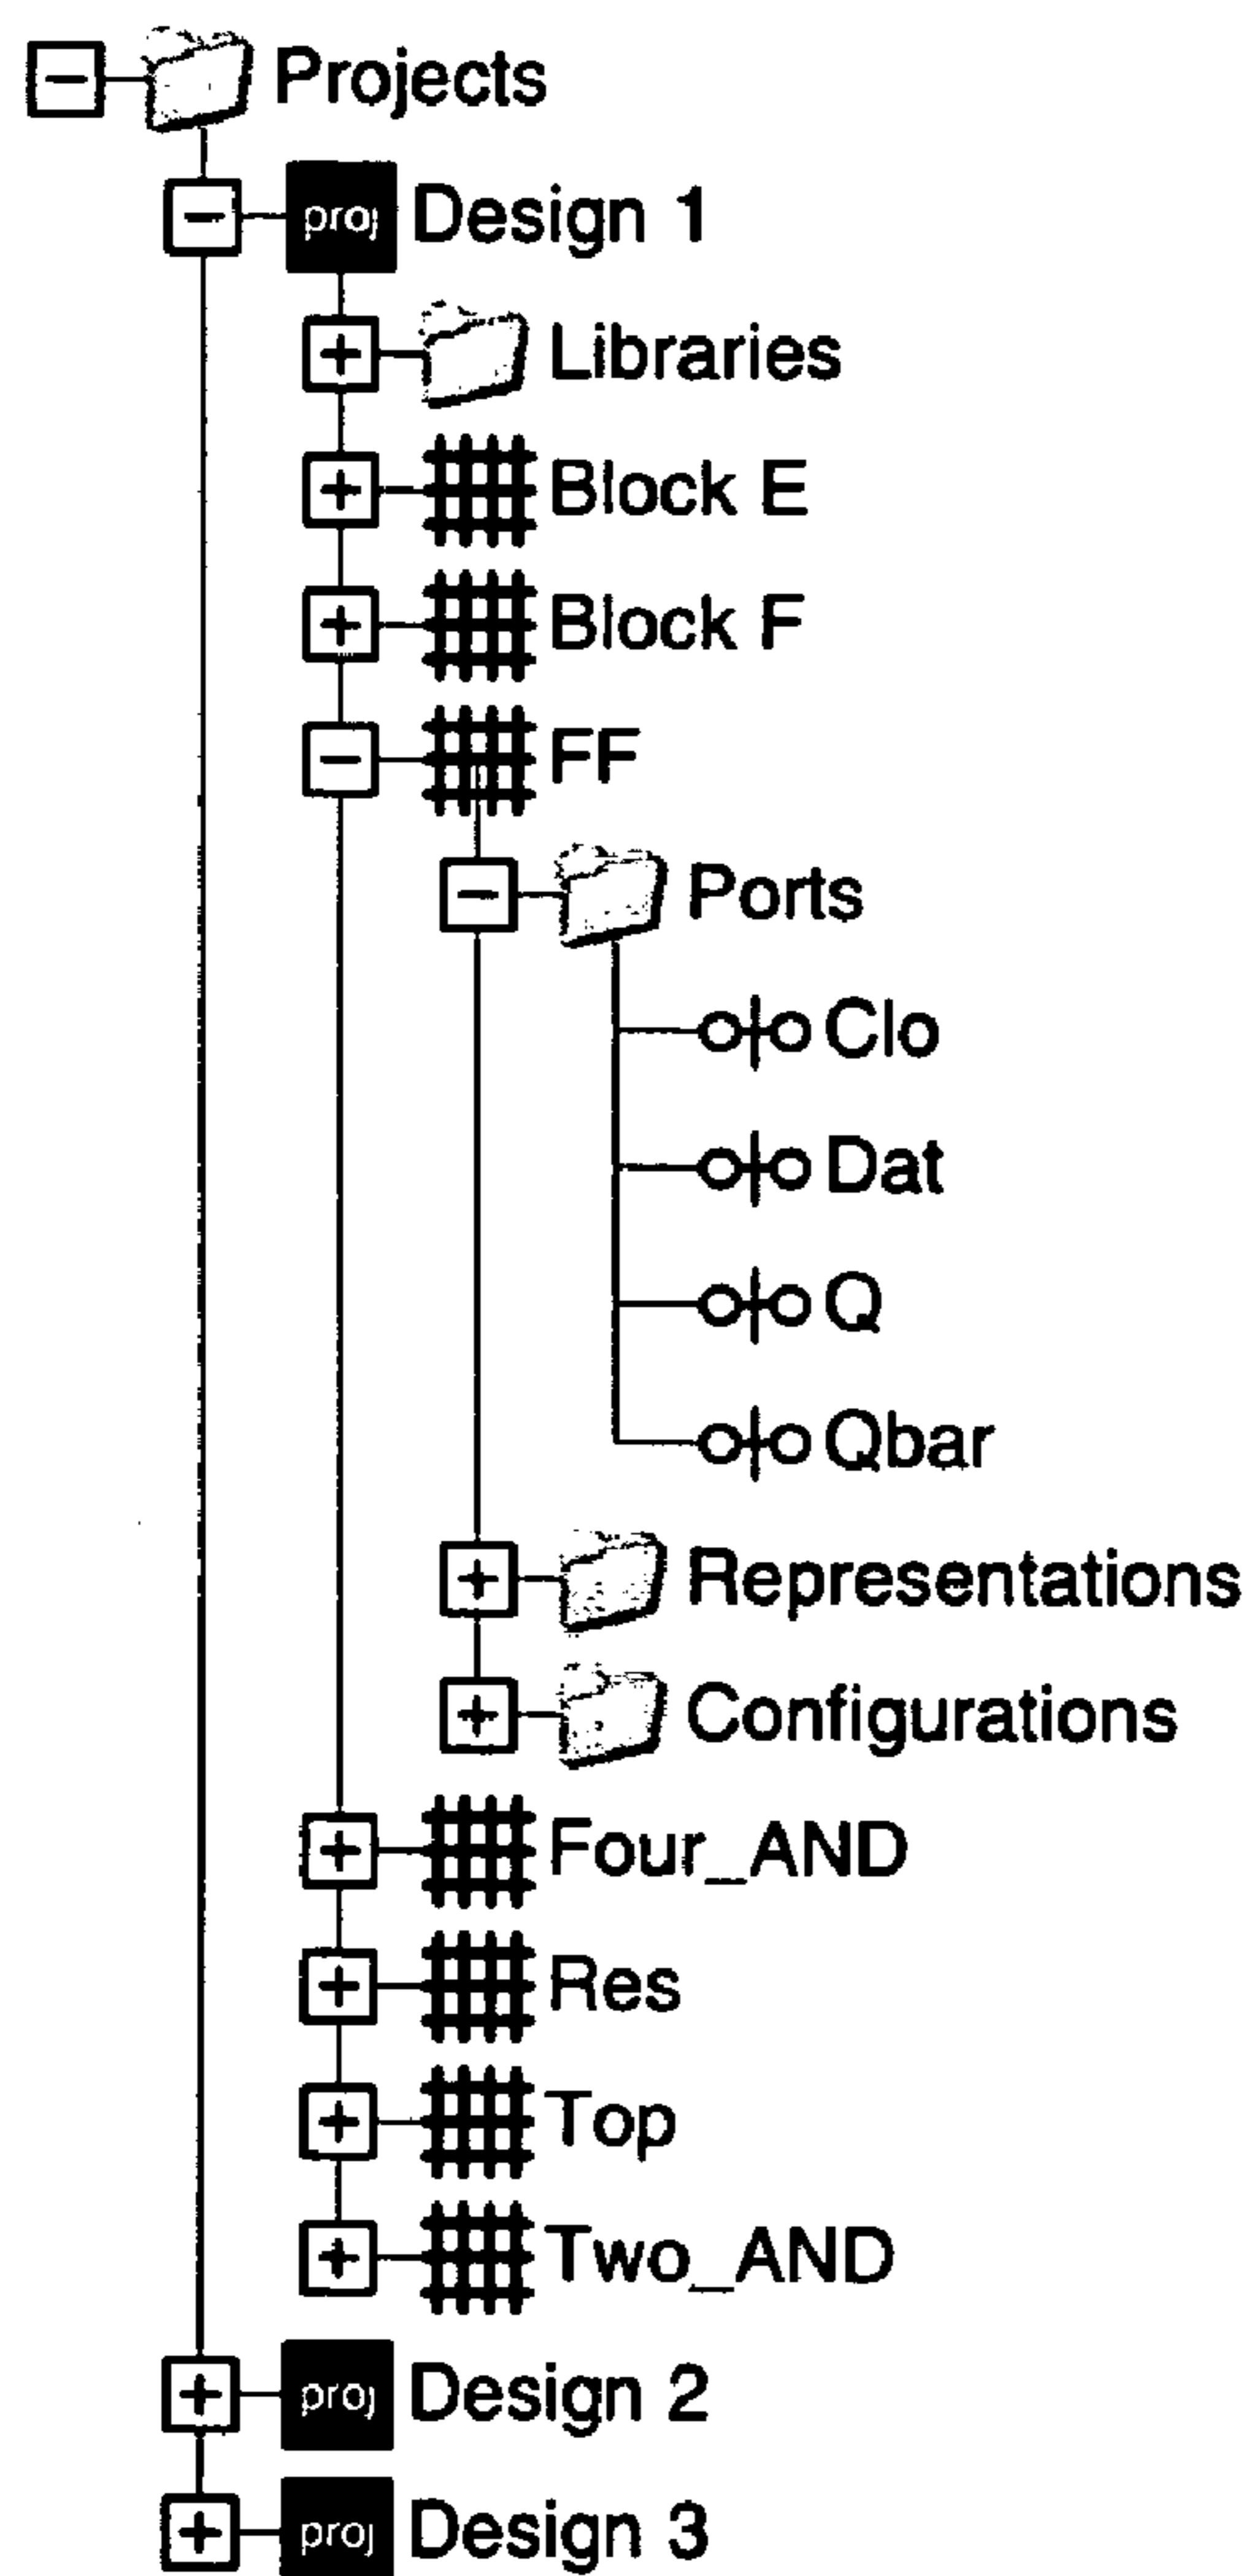 Projects
proj Design 1
Libraries
Block E
Block F
FF
Ports
Clo
Dat
Q
Qbar
Representations
Configurations
Four_AND
Res
Top
Two_AND
proj Design 2
proj Design 3